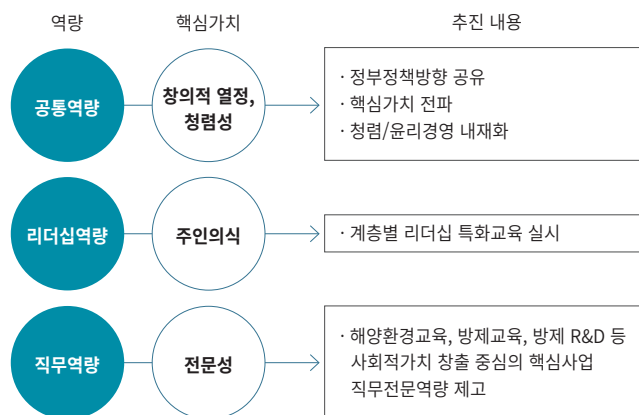 역량 핵심가치 추진 내용
공통역량
창의적 열정,
청렴성
· 정부정책방향 공유
· 핵심가치 전파
· 청렴/윤리경영 내재화
리더십역량
주인의식
· 계층별 리더십 특화교육 실시
직무역량
전문성
· 해양환경교육, 방제교육, 방제 R&D 등
사회적가치 창출 중심의 핵심사업
직무전문역량 제고